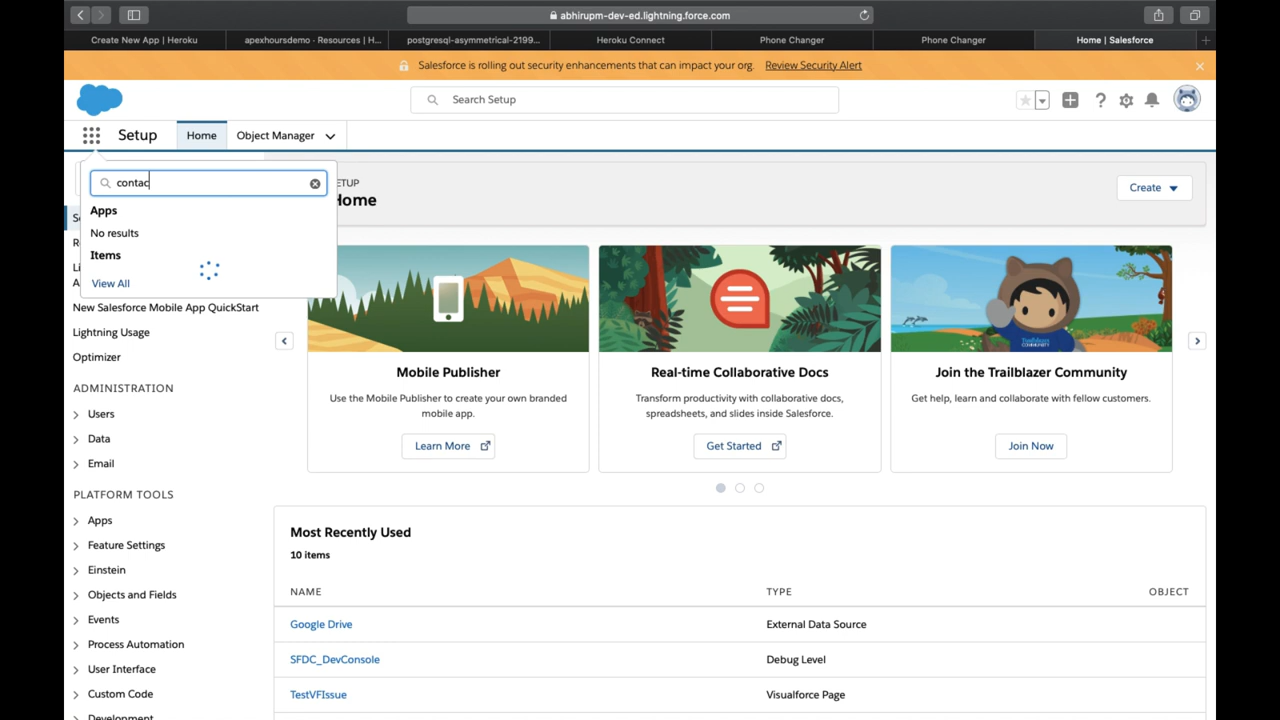 abhirupm-dev-ed.lightning.force.com
Create New App | Heroku
apexhoursdemo · Resources | H...
postgresql-asymmetrical-2199...
Heroku Connect
Phone Changer
Phone Changer
Home | Salesforce
Salesforce is rolling out security enhancements that can impact your org. Review Security Alert
Search Setup
Setup
Home
Object Manager
contac
Apps
No results
Items
View All
Home
Create
New Salesforce Mobile App QuickStart
Lightning Usage
Optimizer
ADMINISTRATION
Users
Data
Email
PLATFORM TOOLS
Apps
Feature Settings
Einstein
Objects and Fields
Events
Process Automation
User Interface
Custom Code
Development
Mobile Publisher
Use the Mobile Publisher to create your own branded
mobile app.
Learn More
Real-time Collaborative Docs
Transform productivity with collaborative docs,
spreadsheets, and slides inside Salesforce.
Get Started
Join the Trailblazer Community
Get help, learn and collaborate with fellow customers.
Join Now
Most Recently Used
10 items
NAME TYPE OBJECT
Google Drive External Data Source
SFDC_DevConsole Debug Level
TestVFIssue Visualforce Page